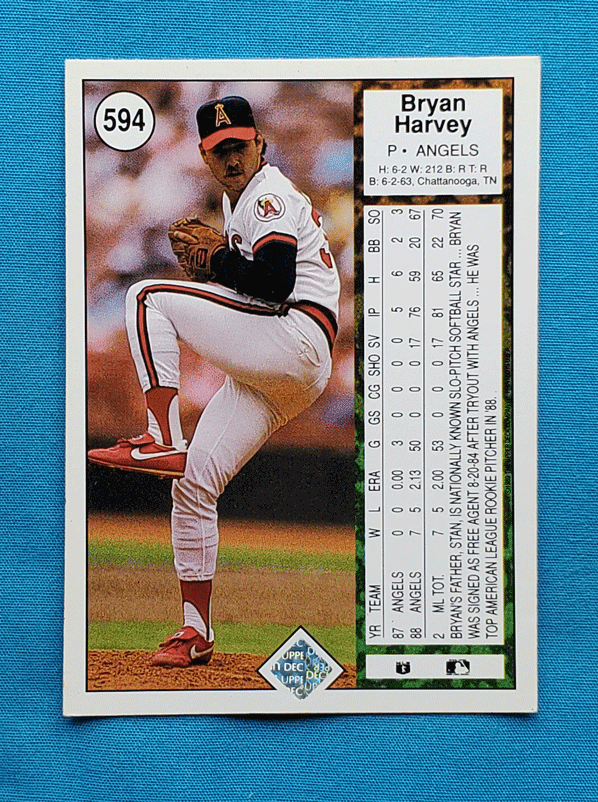 594
A
A
Bryan
Harvey
P • ANGELS
H: 6-2 W: 212 B: R T: R
B: 6-2-63, Chattanooga, TN
YR TEAM W L ERA G GS CG SHO SV IP H BB SO
87 ANGELS 0 0 0.00 3 0 0 0 0 5 6 2 3
88 ANGELS 7 5 2.13 50 0 0 0 17 76 59 20 67
2 ML TOT. 7 5 2.00 53 0 0 0 17 81 65 22 70
BRYAN'S FATHER, STAN, IS NATIONALLY KNOWN SLO-PITCH SOFTBALL STAR ... BRYAN
WAS SIGNED AS FREE AGENT 8-20-84 AFTER TRYOUT WITH ANGELS ... HE WAS
TOP AMERICAN LEAGUE ROOKIE PITCHER IN '88.
UPPE
DEC
UPPE
DEC